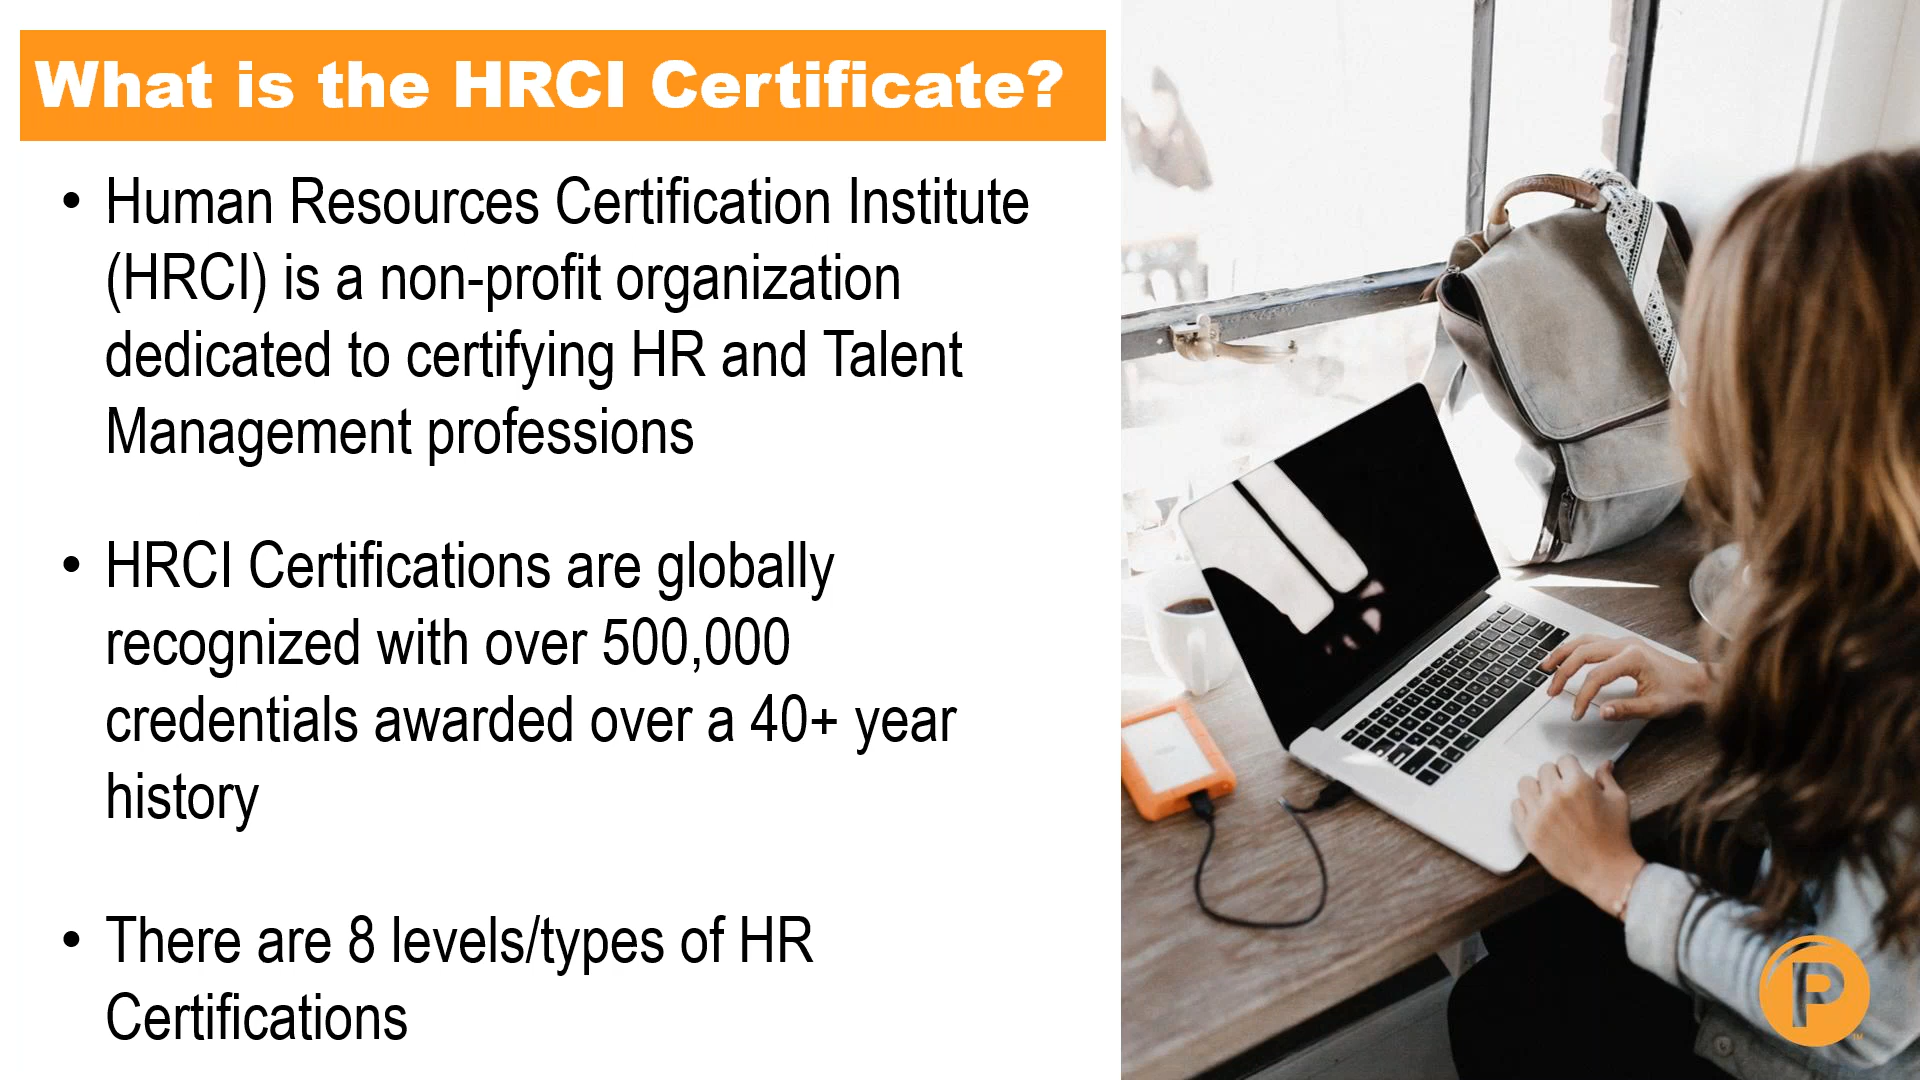 What is the HRCI Certificate?
• Human Resources Certification Institute
(HRCI) is a non-profit organization
dedicated to certifying HR and Talent
Management professions
• HRCI Certifications are globally
recognized with over 500,000
credentials awarded over a 40+ year
history
• There are 8 levels/types of HR
Certifications
P
TM